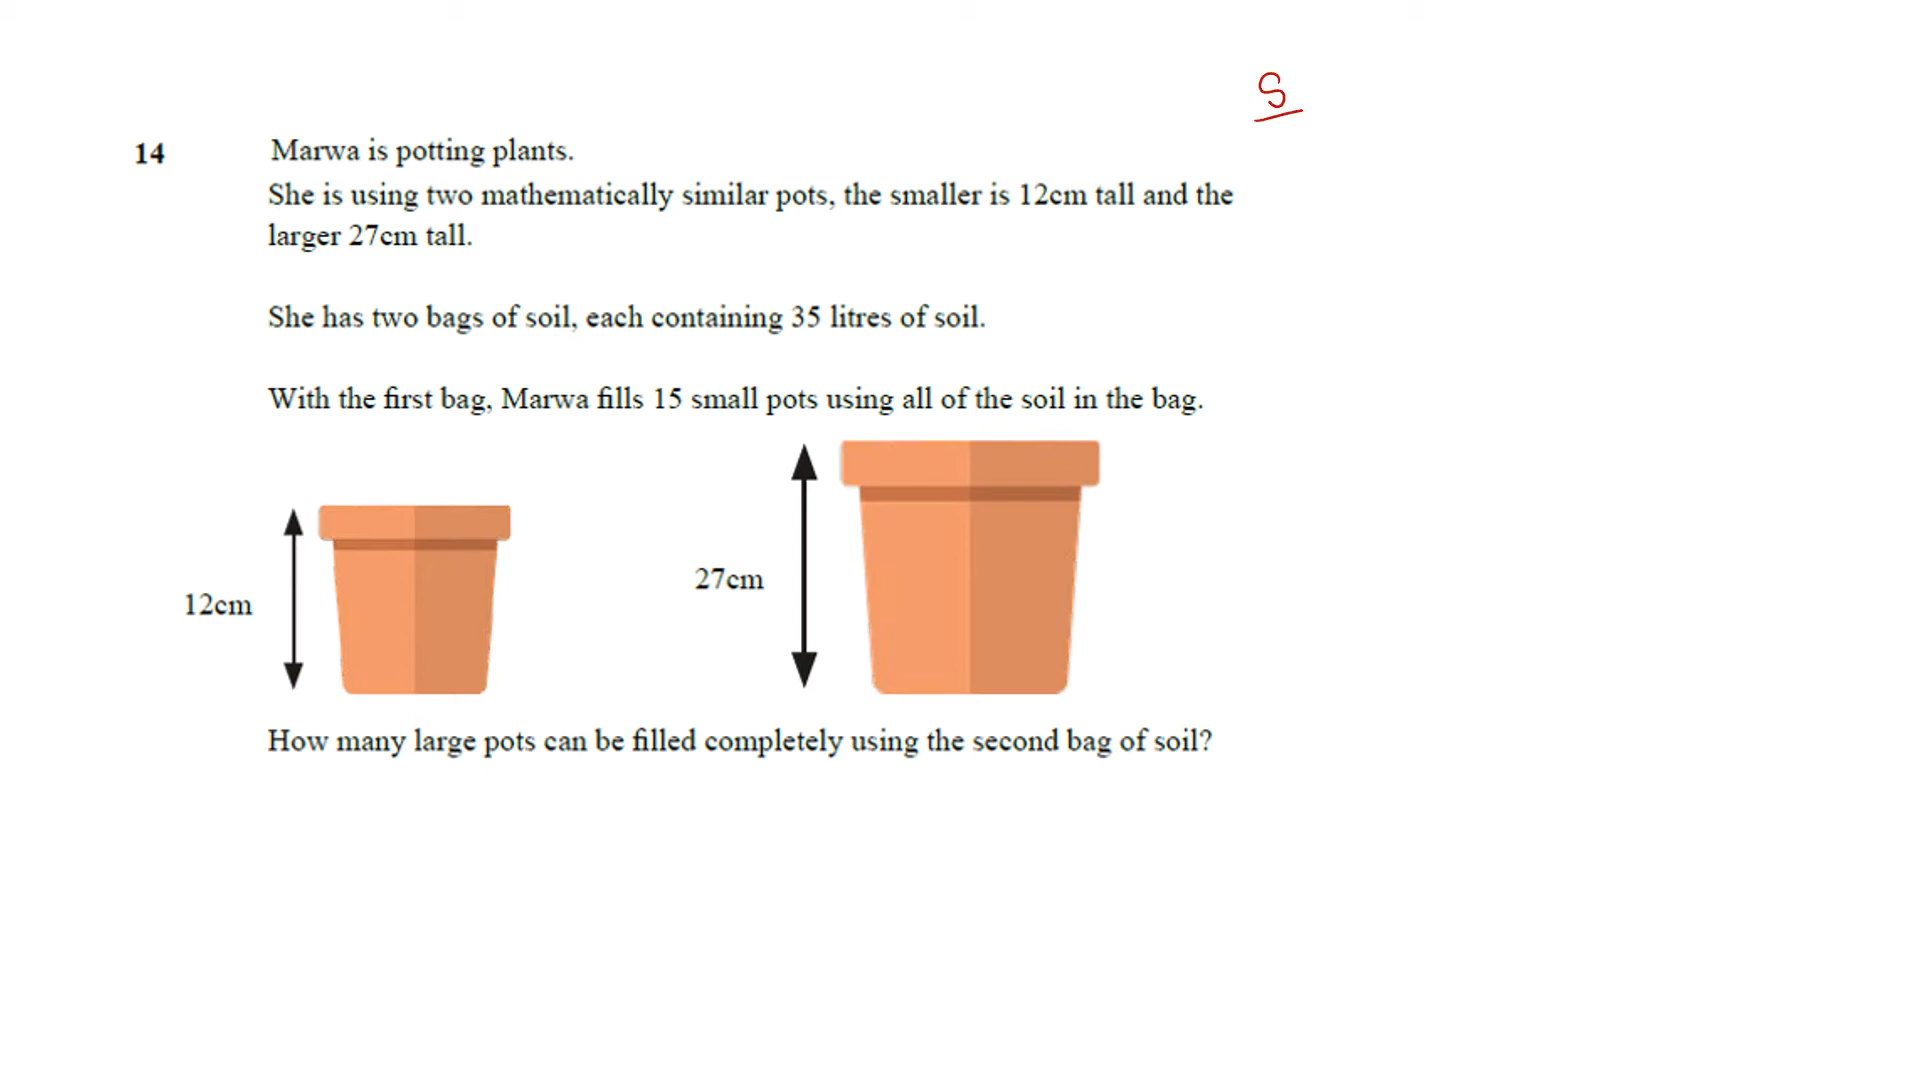 S
14 Marwa is potting plants.
She is using two mathematically similar pots, the smaller is 12cm tall and the
larger 27cm tall.
She has two bags of soil, each containing 35 litres of soil.
With the first bag, Marwa fills 15 small pots using all of the soil in the bag.
12cm
27cm
How many large pots can be filled completely using the second bag of soil?